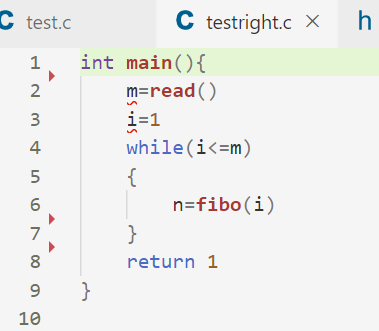 test.c testright.c h
1 int main(){
2 m=read()
3 i=1
4 while(i<=m)
5 {
6 n=fibo(i)
7 }
8 return 1
9 }
10